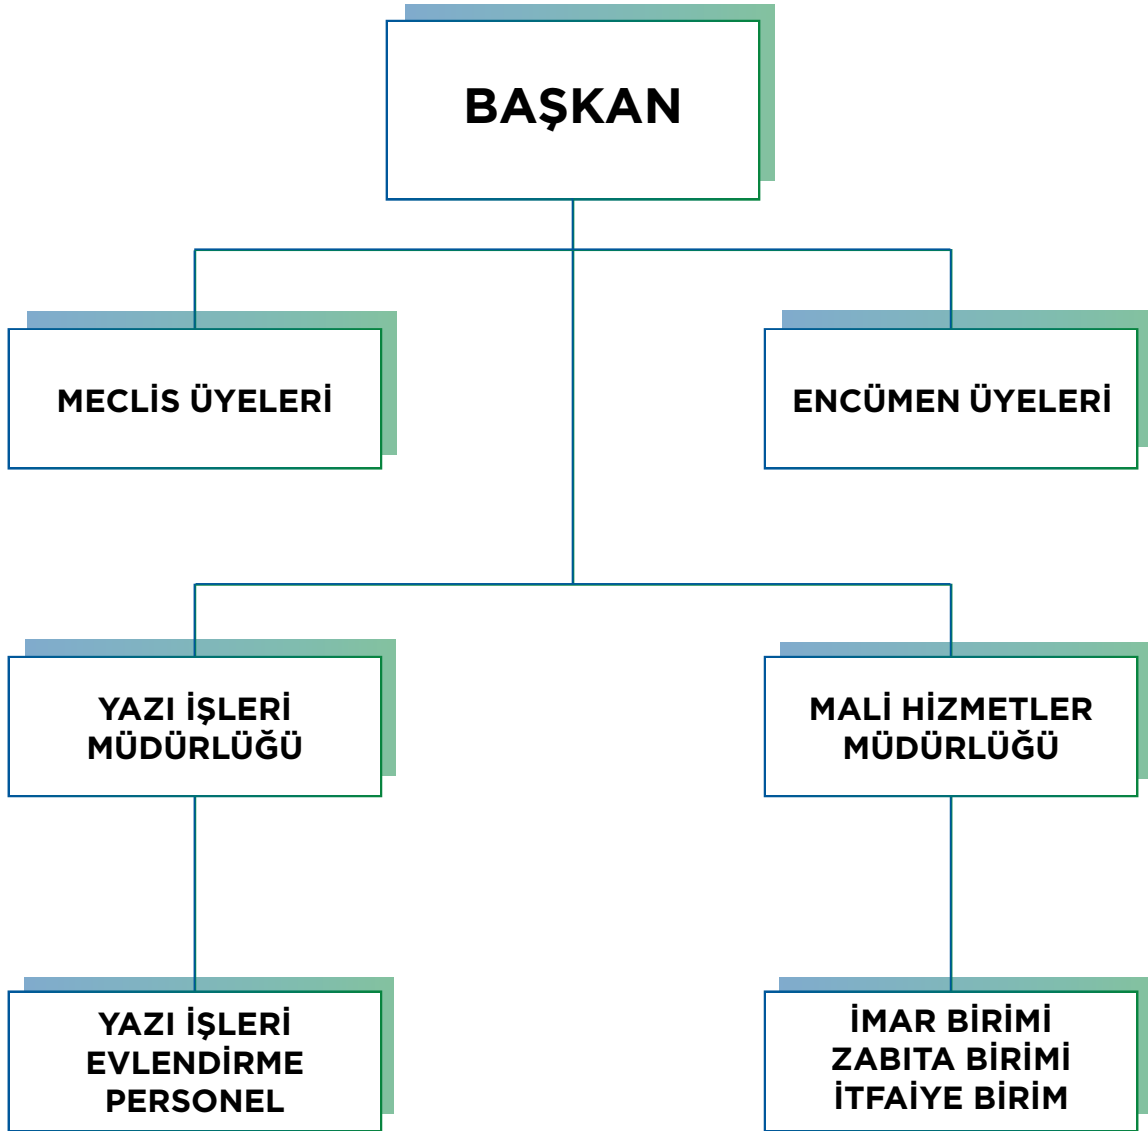 BAŞKAN
MECLİS ÜYELERİ
ENCÜMEN ÜYELERİ
YAZI İŞLERİ
MÜDÜRLÜĞÜ
MALİ HİZMETLER
MÜDÜRLÜĞÜ
YAZI İŞLERİ
EVLENDİRME
PERSONEL
İMAR BİRİMİ
ZABITA BİRİMİ
İTFAİYE BİRİM